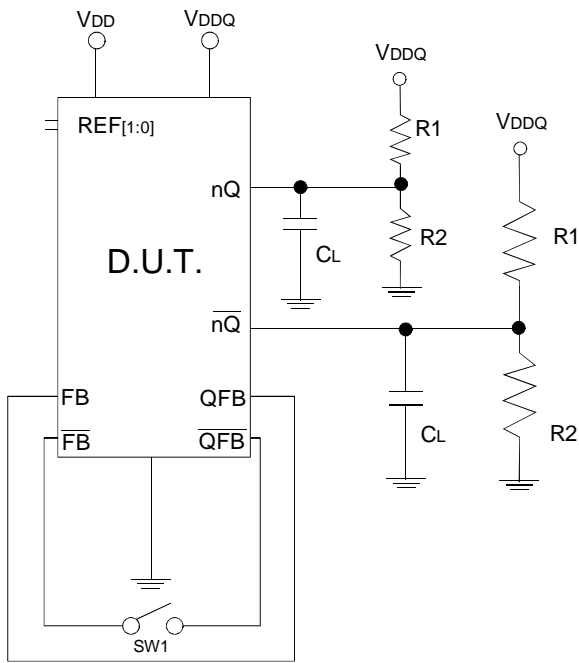 VDD
VDDQ
VDDQ
REF[1:0]
R1
VDDQ
nQ
R2
R1
CL
D.U.T.
nQ
FB
QFB
CL
R2
FB
QFB
SW1